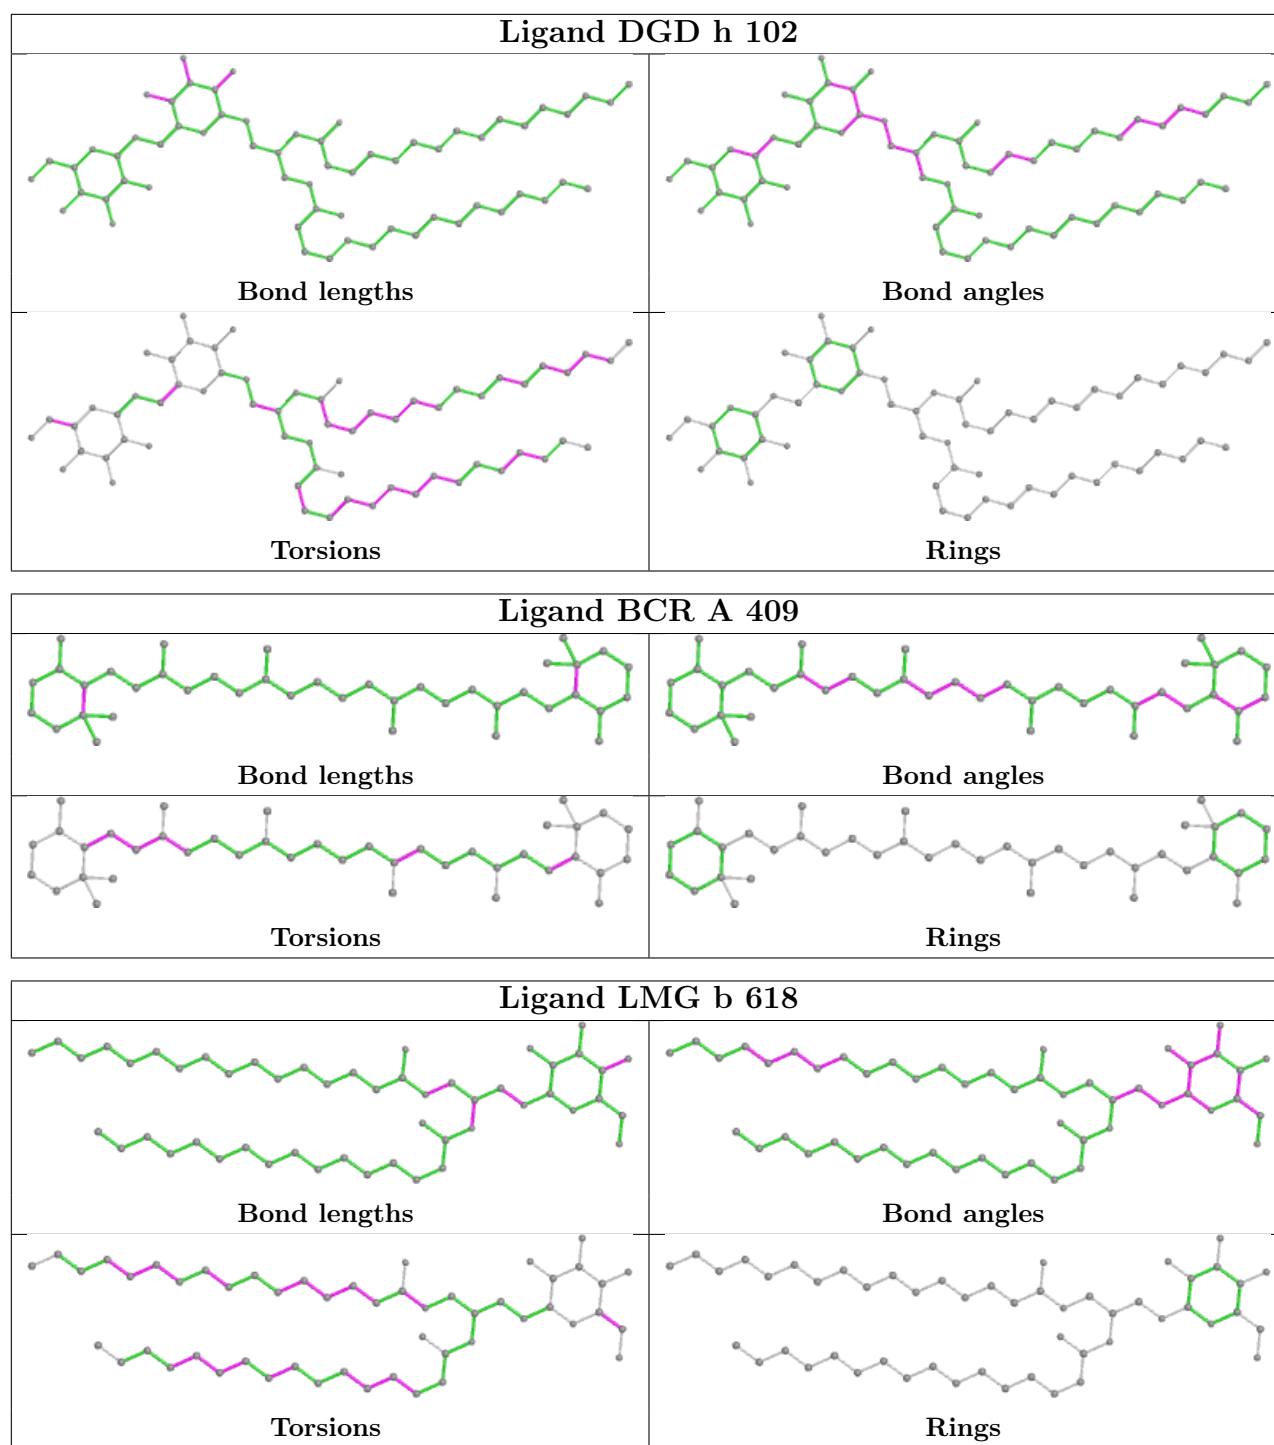 Ligand DGD h 102
Bond lengths
Bond angles
Torsions
Rings
Ligand BCR A 409
Bond lengths
Bond angles
Torsions
Rings
Ligand LMG b 618
Bond lengths
Bond angles
Torsions
Rings